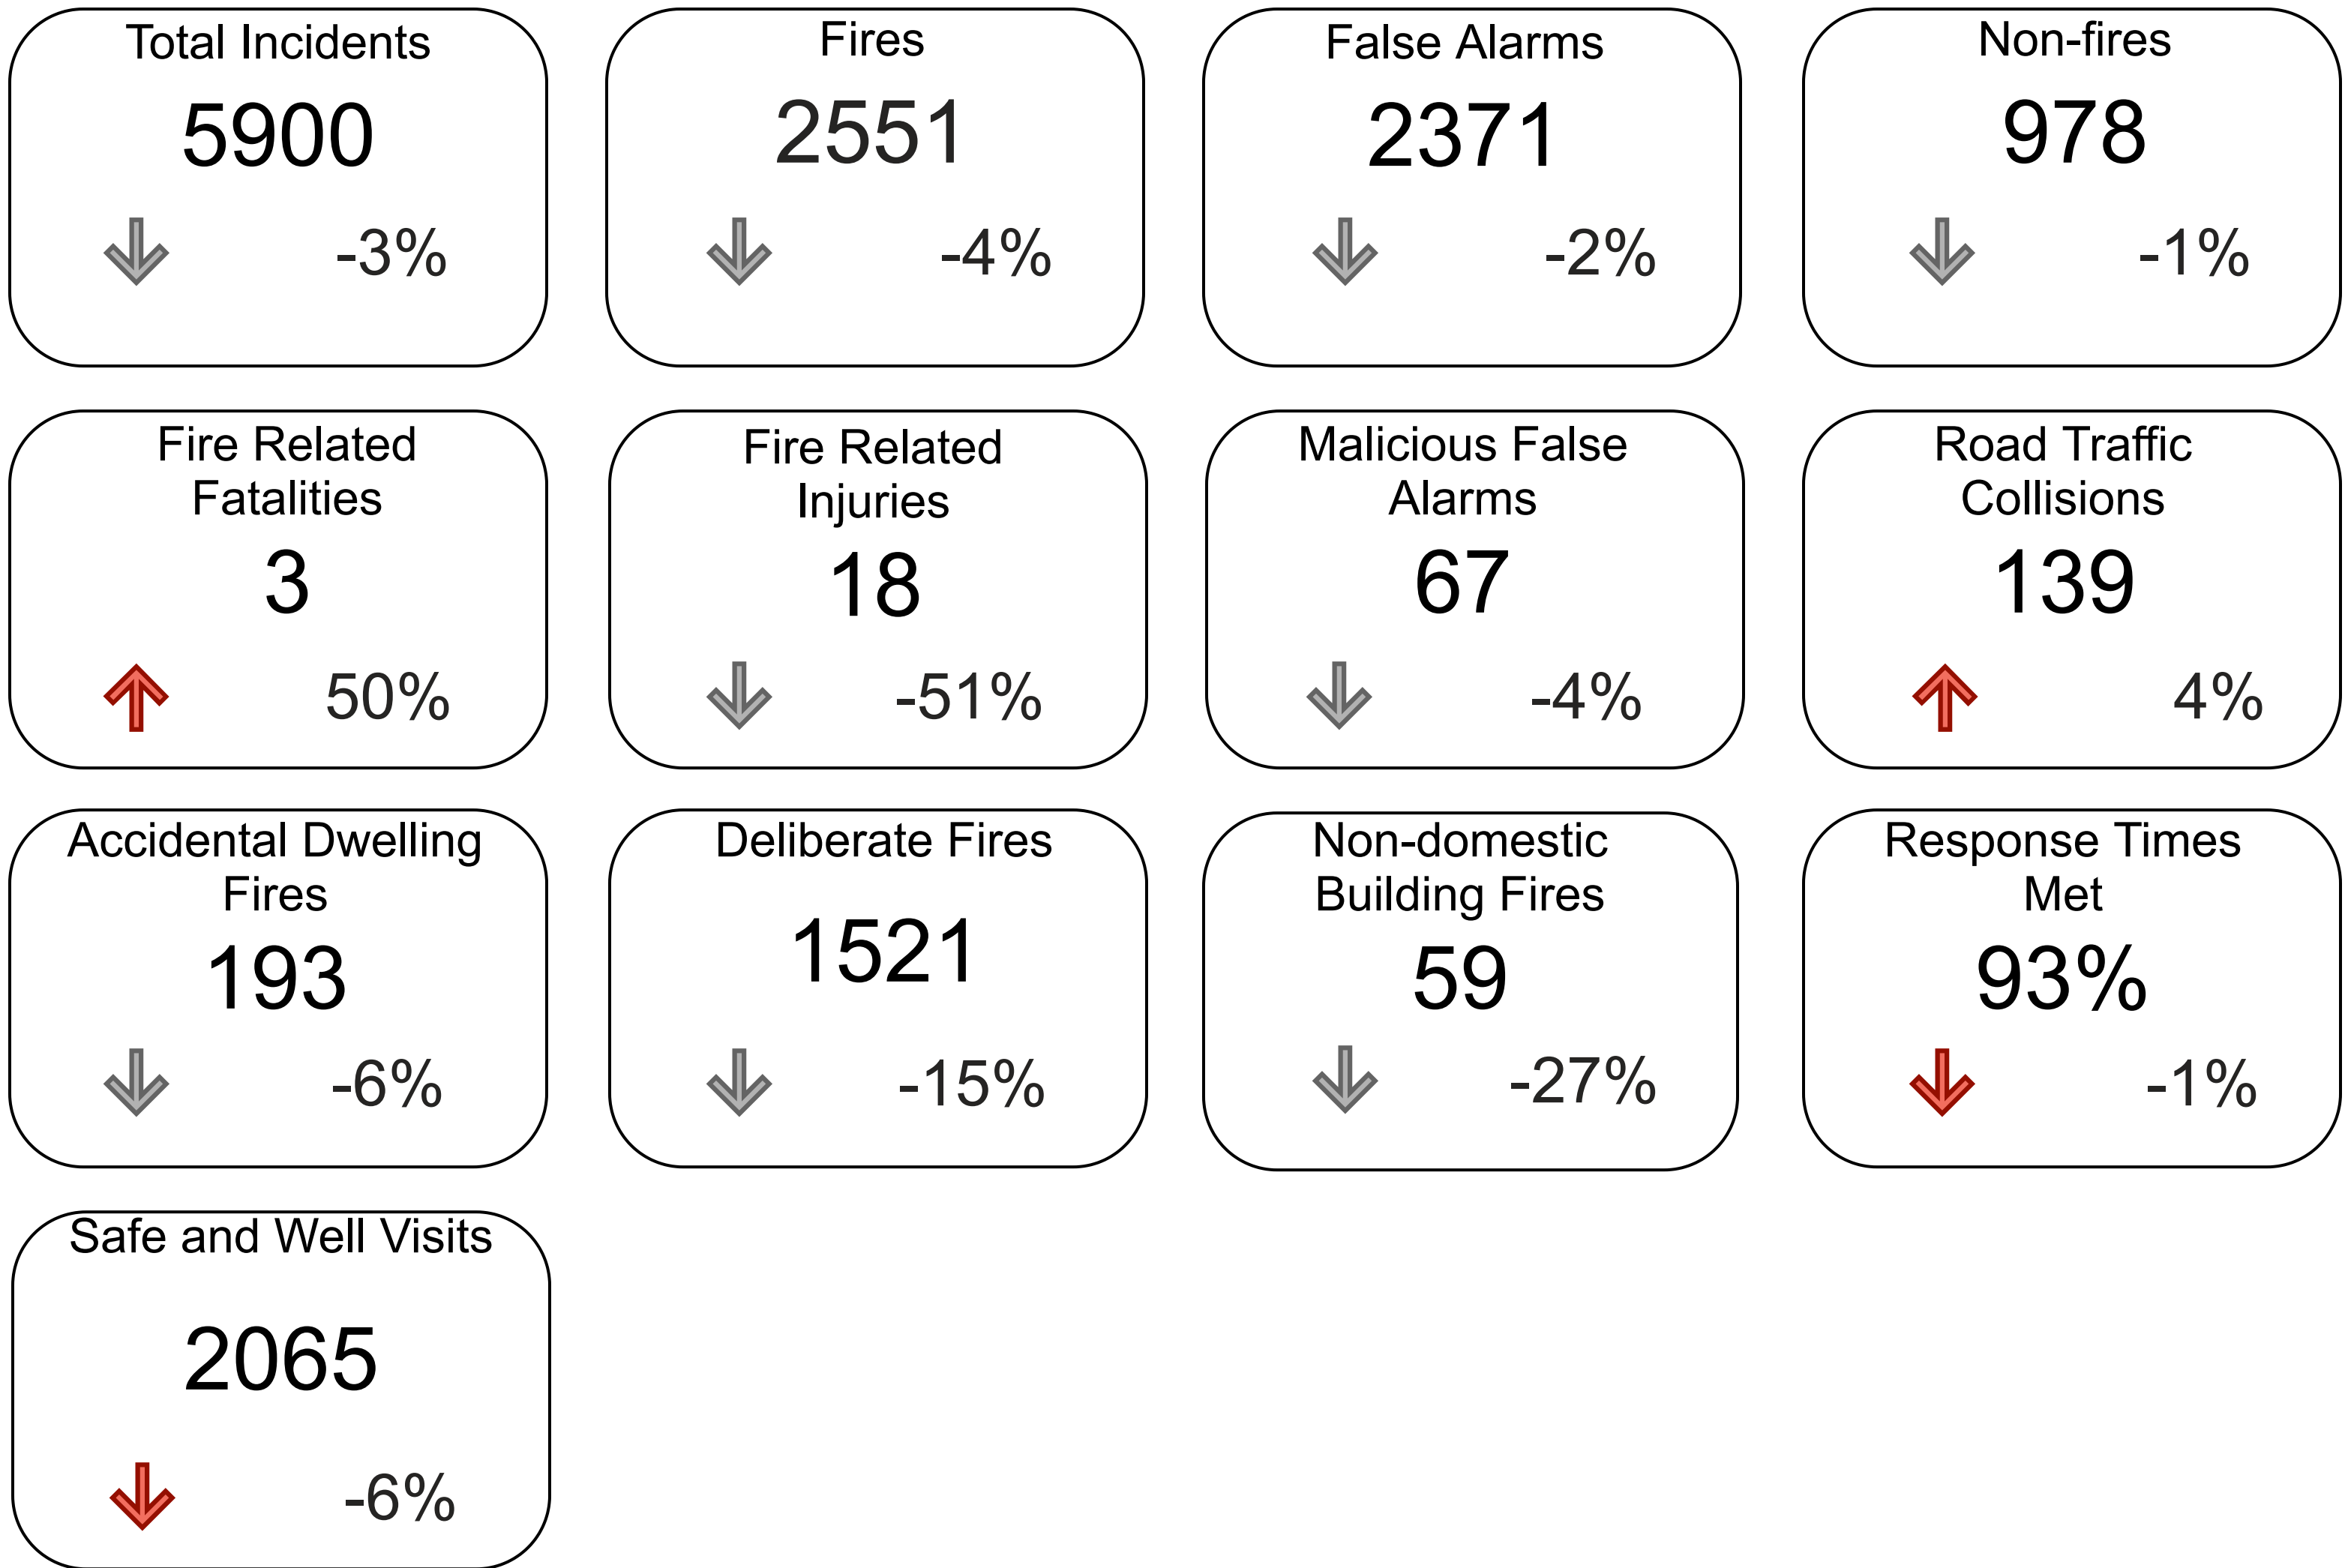 Total Incidents
5900
-3%
Fires
2551
-4%
False Alarms
2371
-2%
Non-fires
978
-1%
Fire Related
Fatalities
3
50%
Fire Related
Injuries
18
-51%
Malicious False
Alarms
67
-4%
Road Traffic
Collisions
139
4%
Accidental Dwelling
Fires
193
-6%
Deliberate Fires
1521
-15%
Non-domestic
Building Fires
59
-27%
Response Times
Met
93%
-1%
Safe and Well Visits
2065
-6%